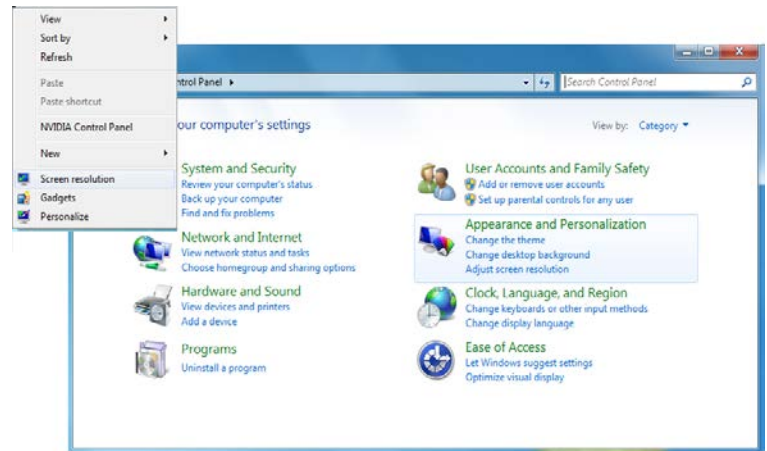 View
Sort by
Refresh
Paste
Paste shortcut
NVIDIA Control Panel
New
Screen resolution
Gadgets
Personalize
ntrol Panel
Search Control Panel
our computer's settings
View by: Category
System and Security
Review your computer's status
Back up your computer
Find and fix problems
Network and Internet
View network status and tasks
Choose homegroup and sharing options
Hardware and Sound
View devices and printers
Add a device
Programs
Uninstall a program
User Accounts and Family Safety
Add or remove user accounts
Set up parental controls for any user
Appearance and Personalization
Change the theme
Change desktop background
Adjust screen resolution
Clock, Language, and Region
Change keyboards or other input methods
Change display language
Ease of Access
Let Windows suggest settings
Optimize visual display